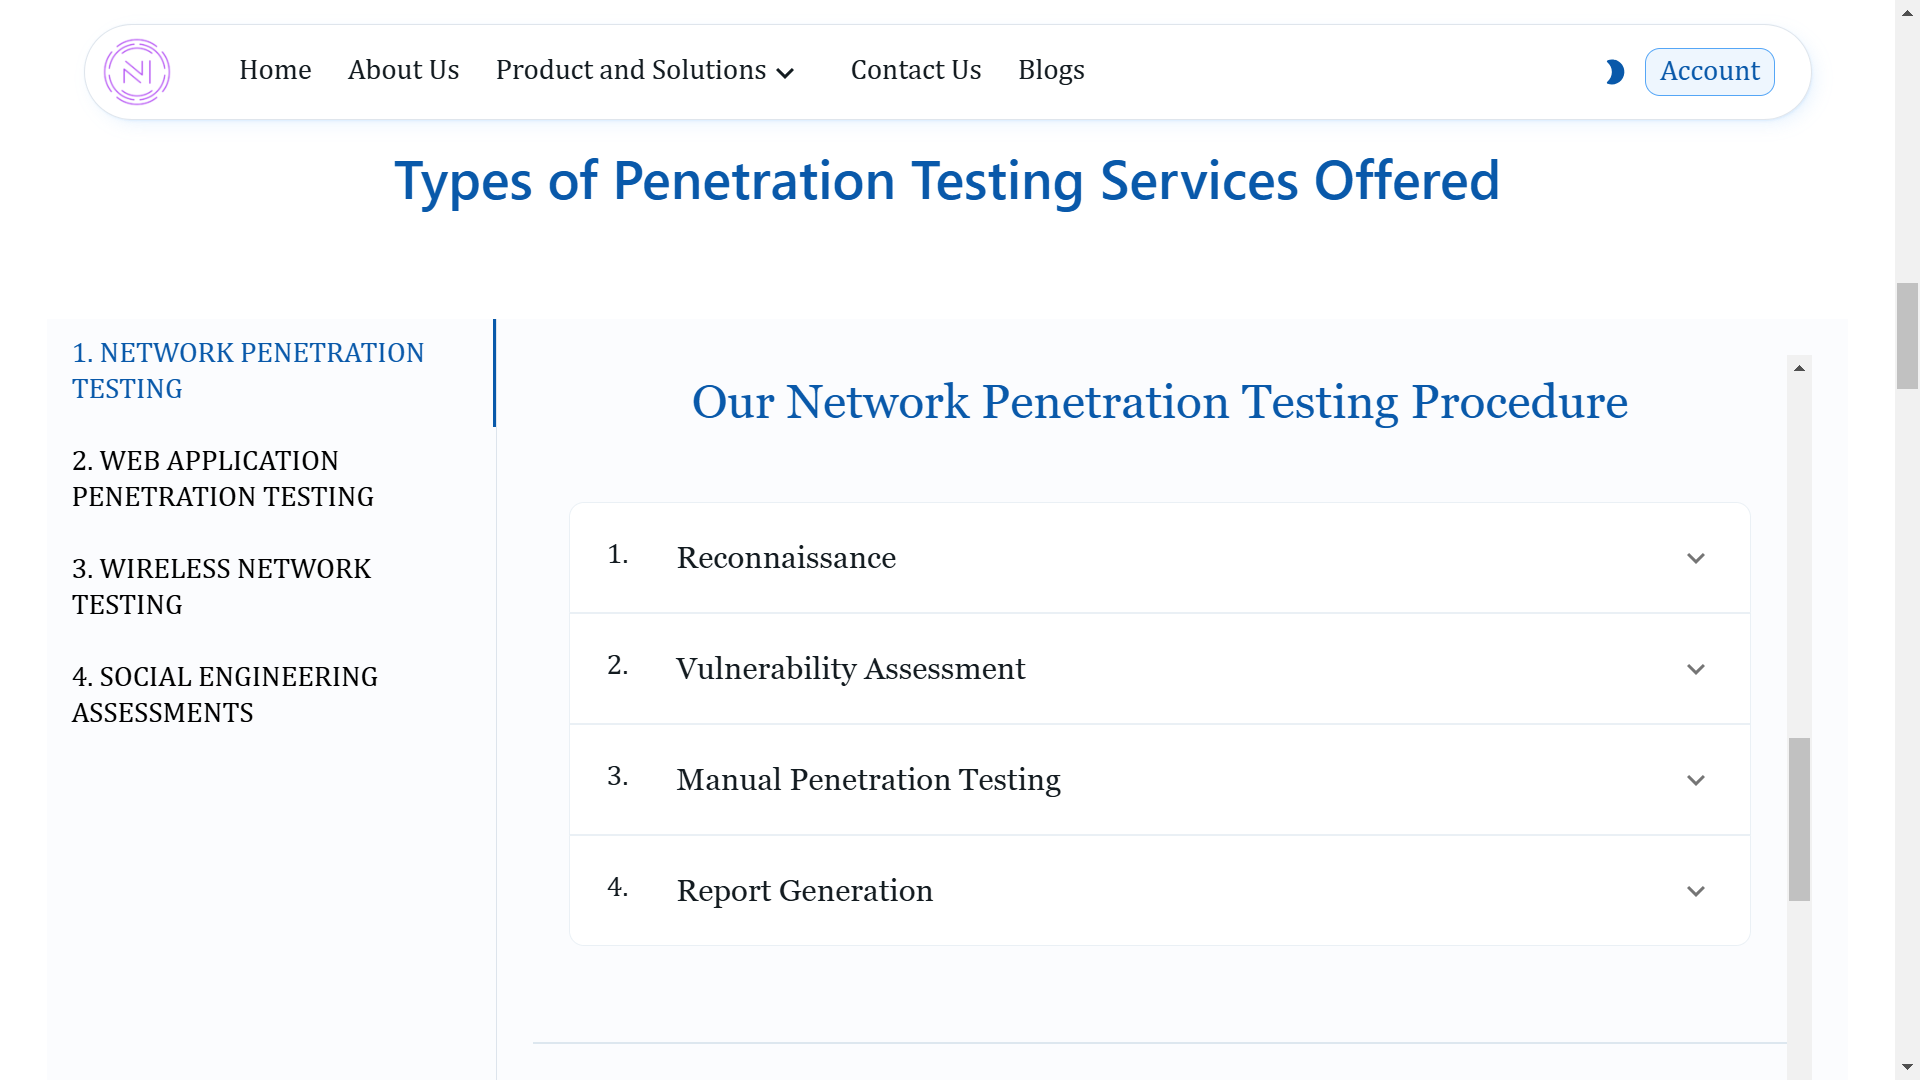 NI
Home About Us Product and Solutions Contact Us Blogs Account
Types of Penetration Testing Services Offered
1. NETWORK PENETRATION
TESTING
2. WEB APPLICATION
PENETRATION TESTING
3. WIRELESS NETWORK
TESTING
4. SOCIAL ENGINEERING
ASSESSMENTS
Our Network Penetration Testing Procedure
1. Reconnaissance
2. Vulnerability Assessment
3. Manual Penetration Testing
4. Report Generation